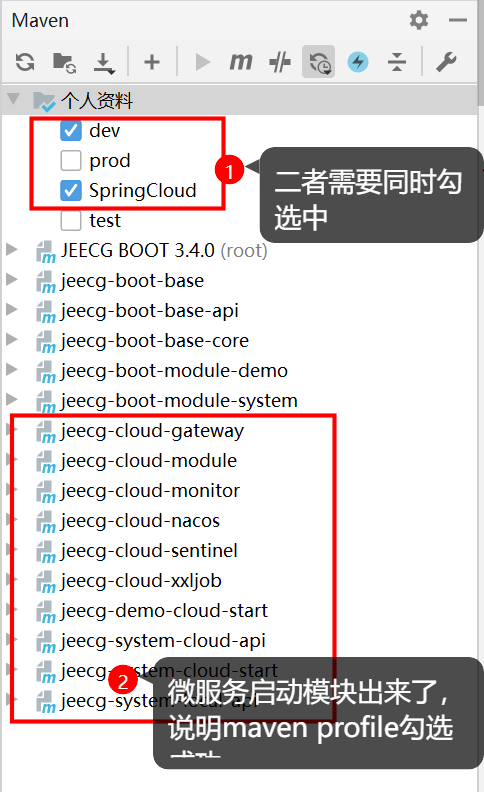 Maven
个人资料
dev
prod
SpringCloud
test
1
二者需要同时勾
选中
JEECG BOOT 3.4.0 (root)
jeecg-boot-base
jeecg-boot-base-api
jeecg-boot-base-core
jeecg-boot-module-demo
jeecg-boot-module-system
jeecg-cloud-gateway
jeecg-cloud-module
jeecg-cloud-monitor
jeecg-cloud-nacos
jeecg-cloud-sentinel
jeecg-cloud-xxljob
jeecg-demo-cloud-start
jeecg-system-cloud-api
jeecg-system-cloud-start
jeecg-system-local-api
2
微服务启动模块出来了，
说明maven profile勾选
成功